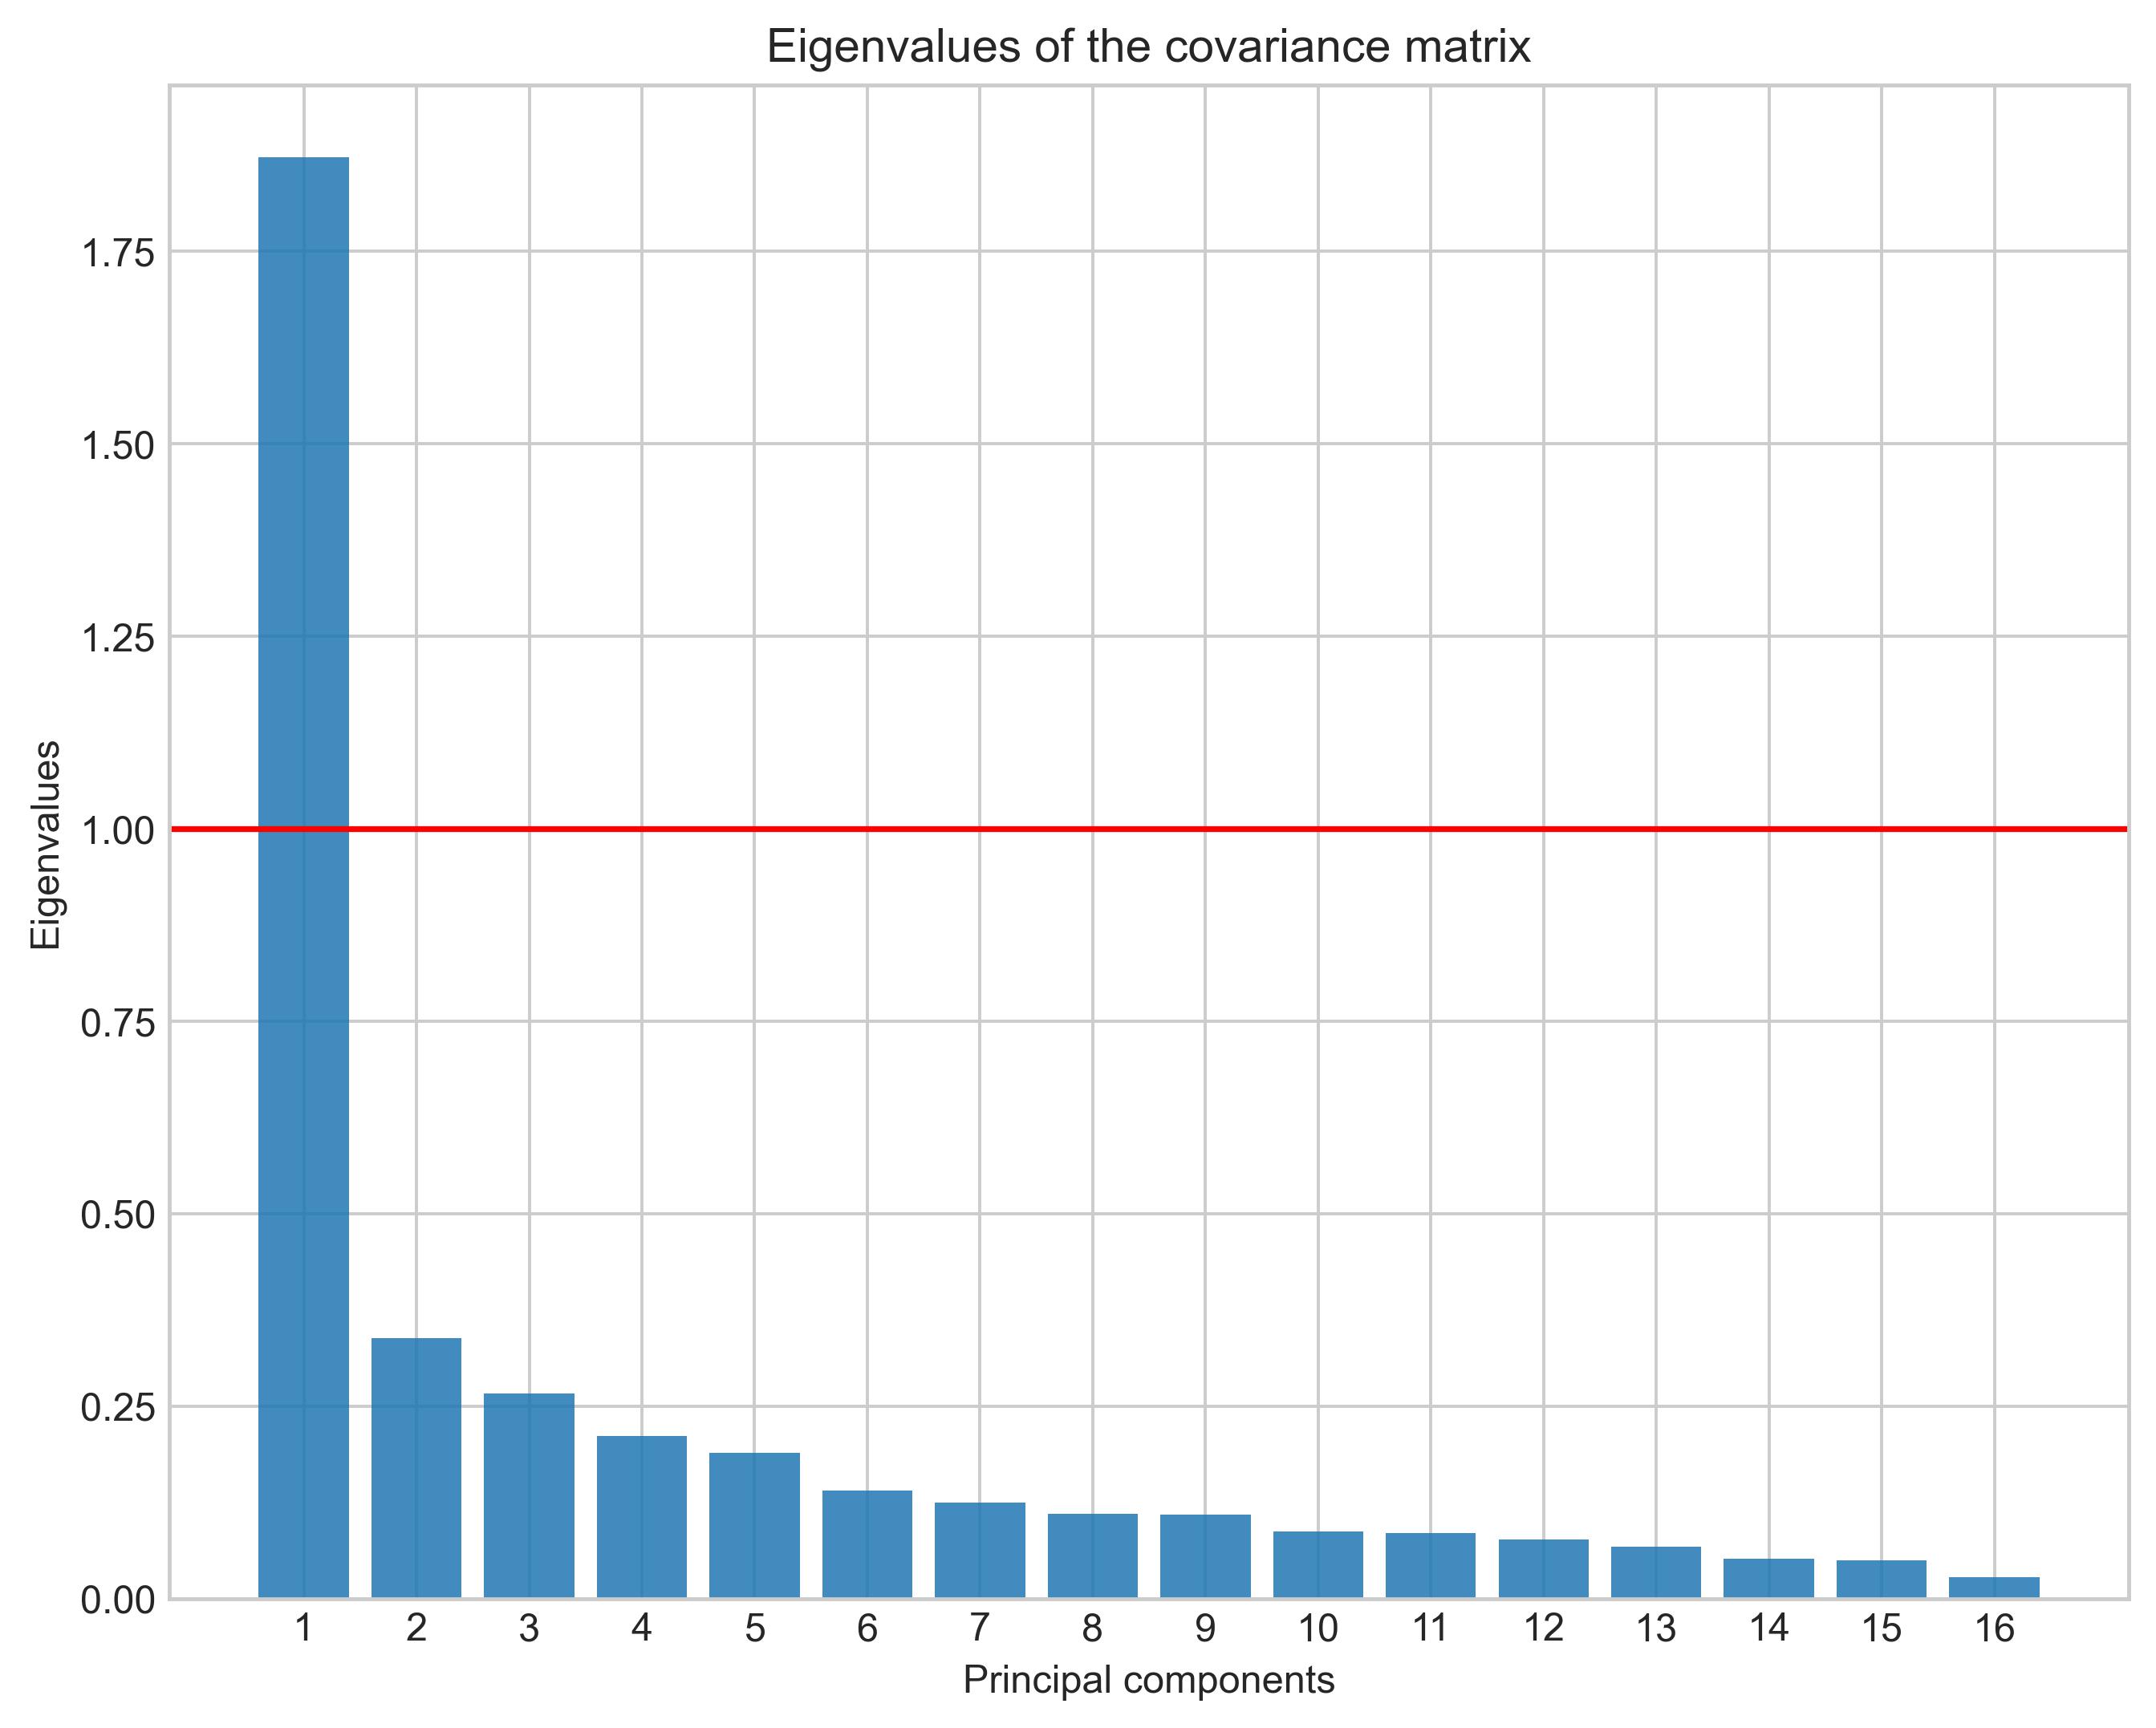 Eigenvalues of the covariance matrix
Eigenvalues
1.75
1.50
1.25
1.00
0.75
0.50
0.25
0.00
1 2 3 4 5 6 7 8 9 10 11 12 13 14 15 16
Principal components